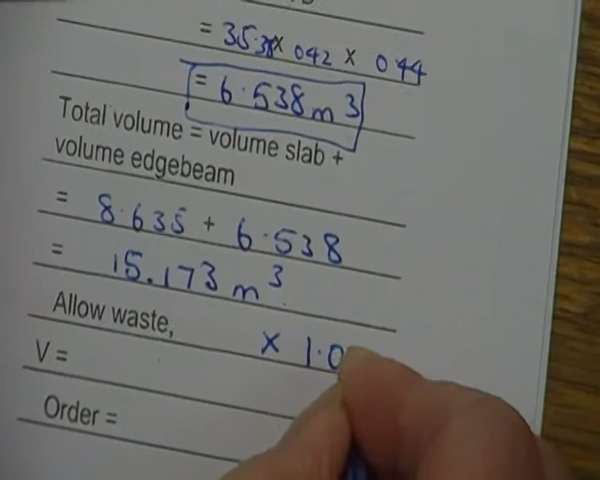 = 35.38 x 0.42 x 0.44
= 6.538 m³
Total volume = volume slab +
volume edgebeam
= 8.635 + 6.538
= 15.173 m³
Allow waste, x 1.0
V =
Order =